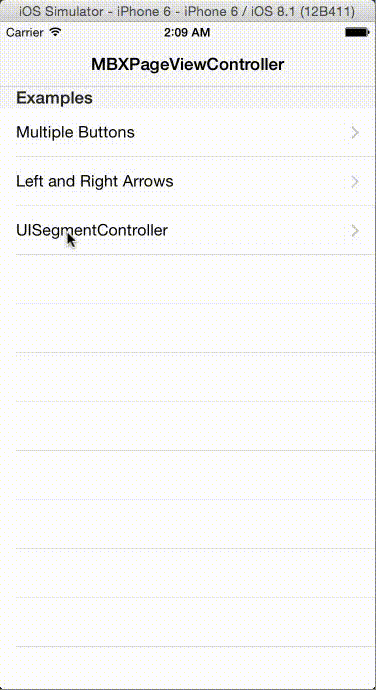 iOS Simulator - iPhone 6 - iPhone 6 / iOS 8.1 (12B411)
Carrier 2:09 AM
MBXPageViewController
Examples
Multiple Buttons
Left and Right Arrows
UISegmentController